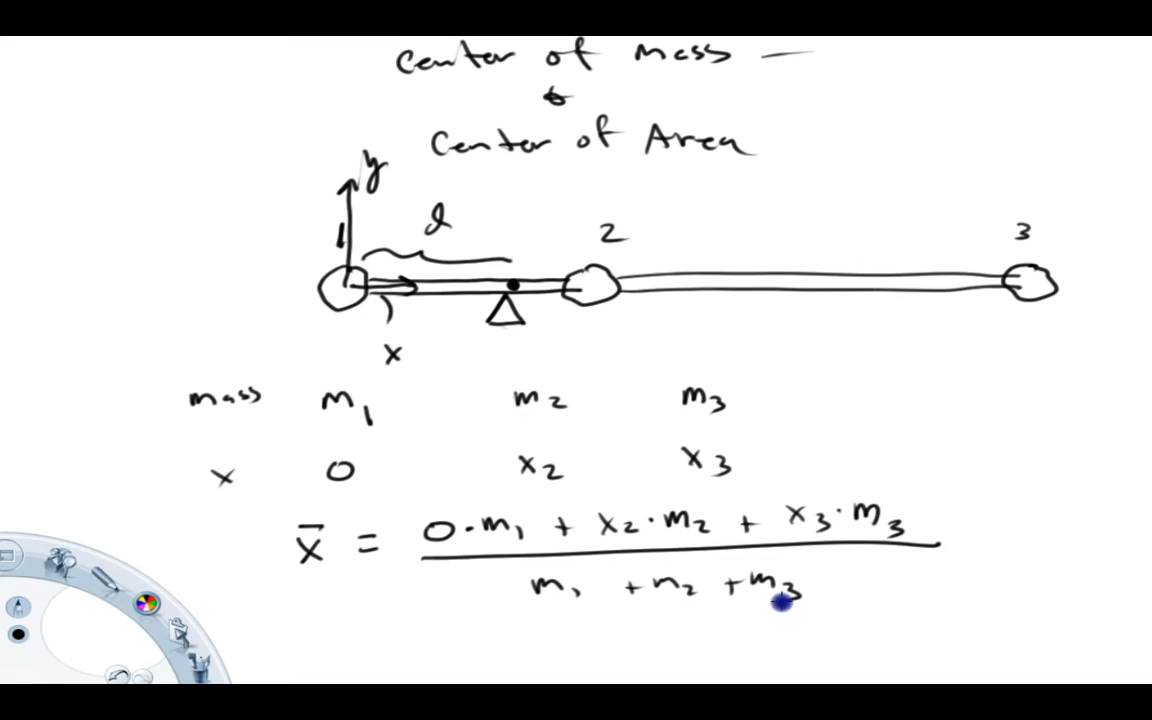 Center of Mass —
&
Center of Area
y
d
1 2 3
x
mass m₁ m₂ m₃
x 0 x₂ x₃
x̄ = (0·m₁ + x₂·m₂ + x₃·m₃) / (m₁ + m₂ + m₃)